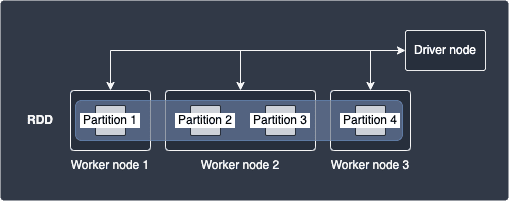 Driver node
RDD
Partition 1
Partition 2
Partition 3
Partition 4
Worker node 1
Worker node 2
Worker node 3